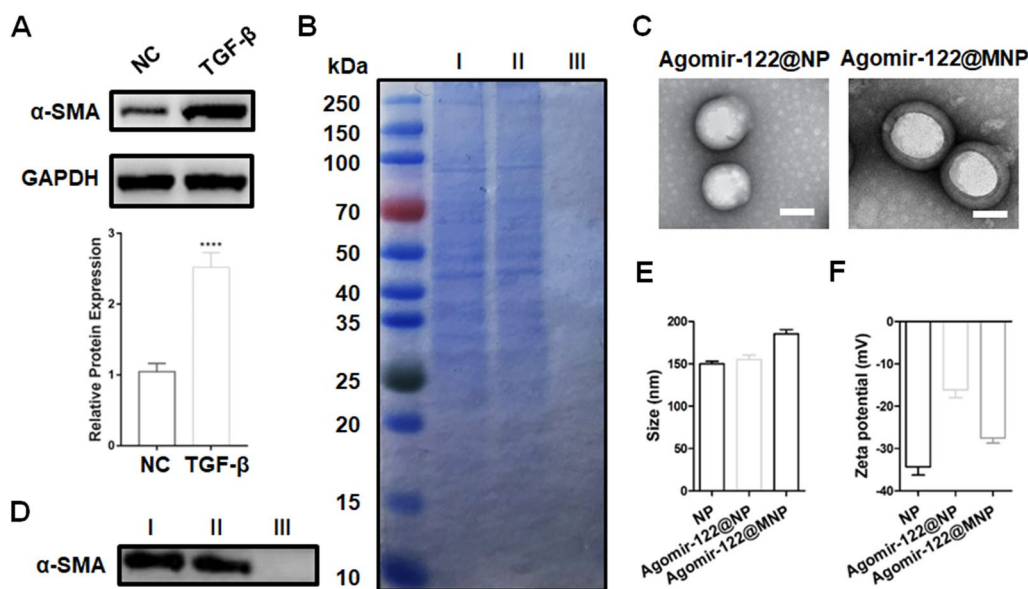 A
NC TGF-β
α-SMA
GAPDH
Relative Protein Expression
3
2
1
0
****
NC TGF-β
B
kDa I II III
250
150
100
70
50
40
35
25
20
15
10
C
Agomir-122@NP Agomir-122@MNP
D
I II III
α-SMA
E
Size (nm)
200
150
100
50
0
NP
Agomir-122@NP
Agomir-122@MNP
F
Zeta potential (mV)
0
-10
-20
-30
-40
NP
Agomir-122@NP
Agomir-122@MNP